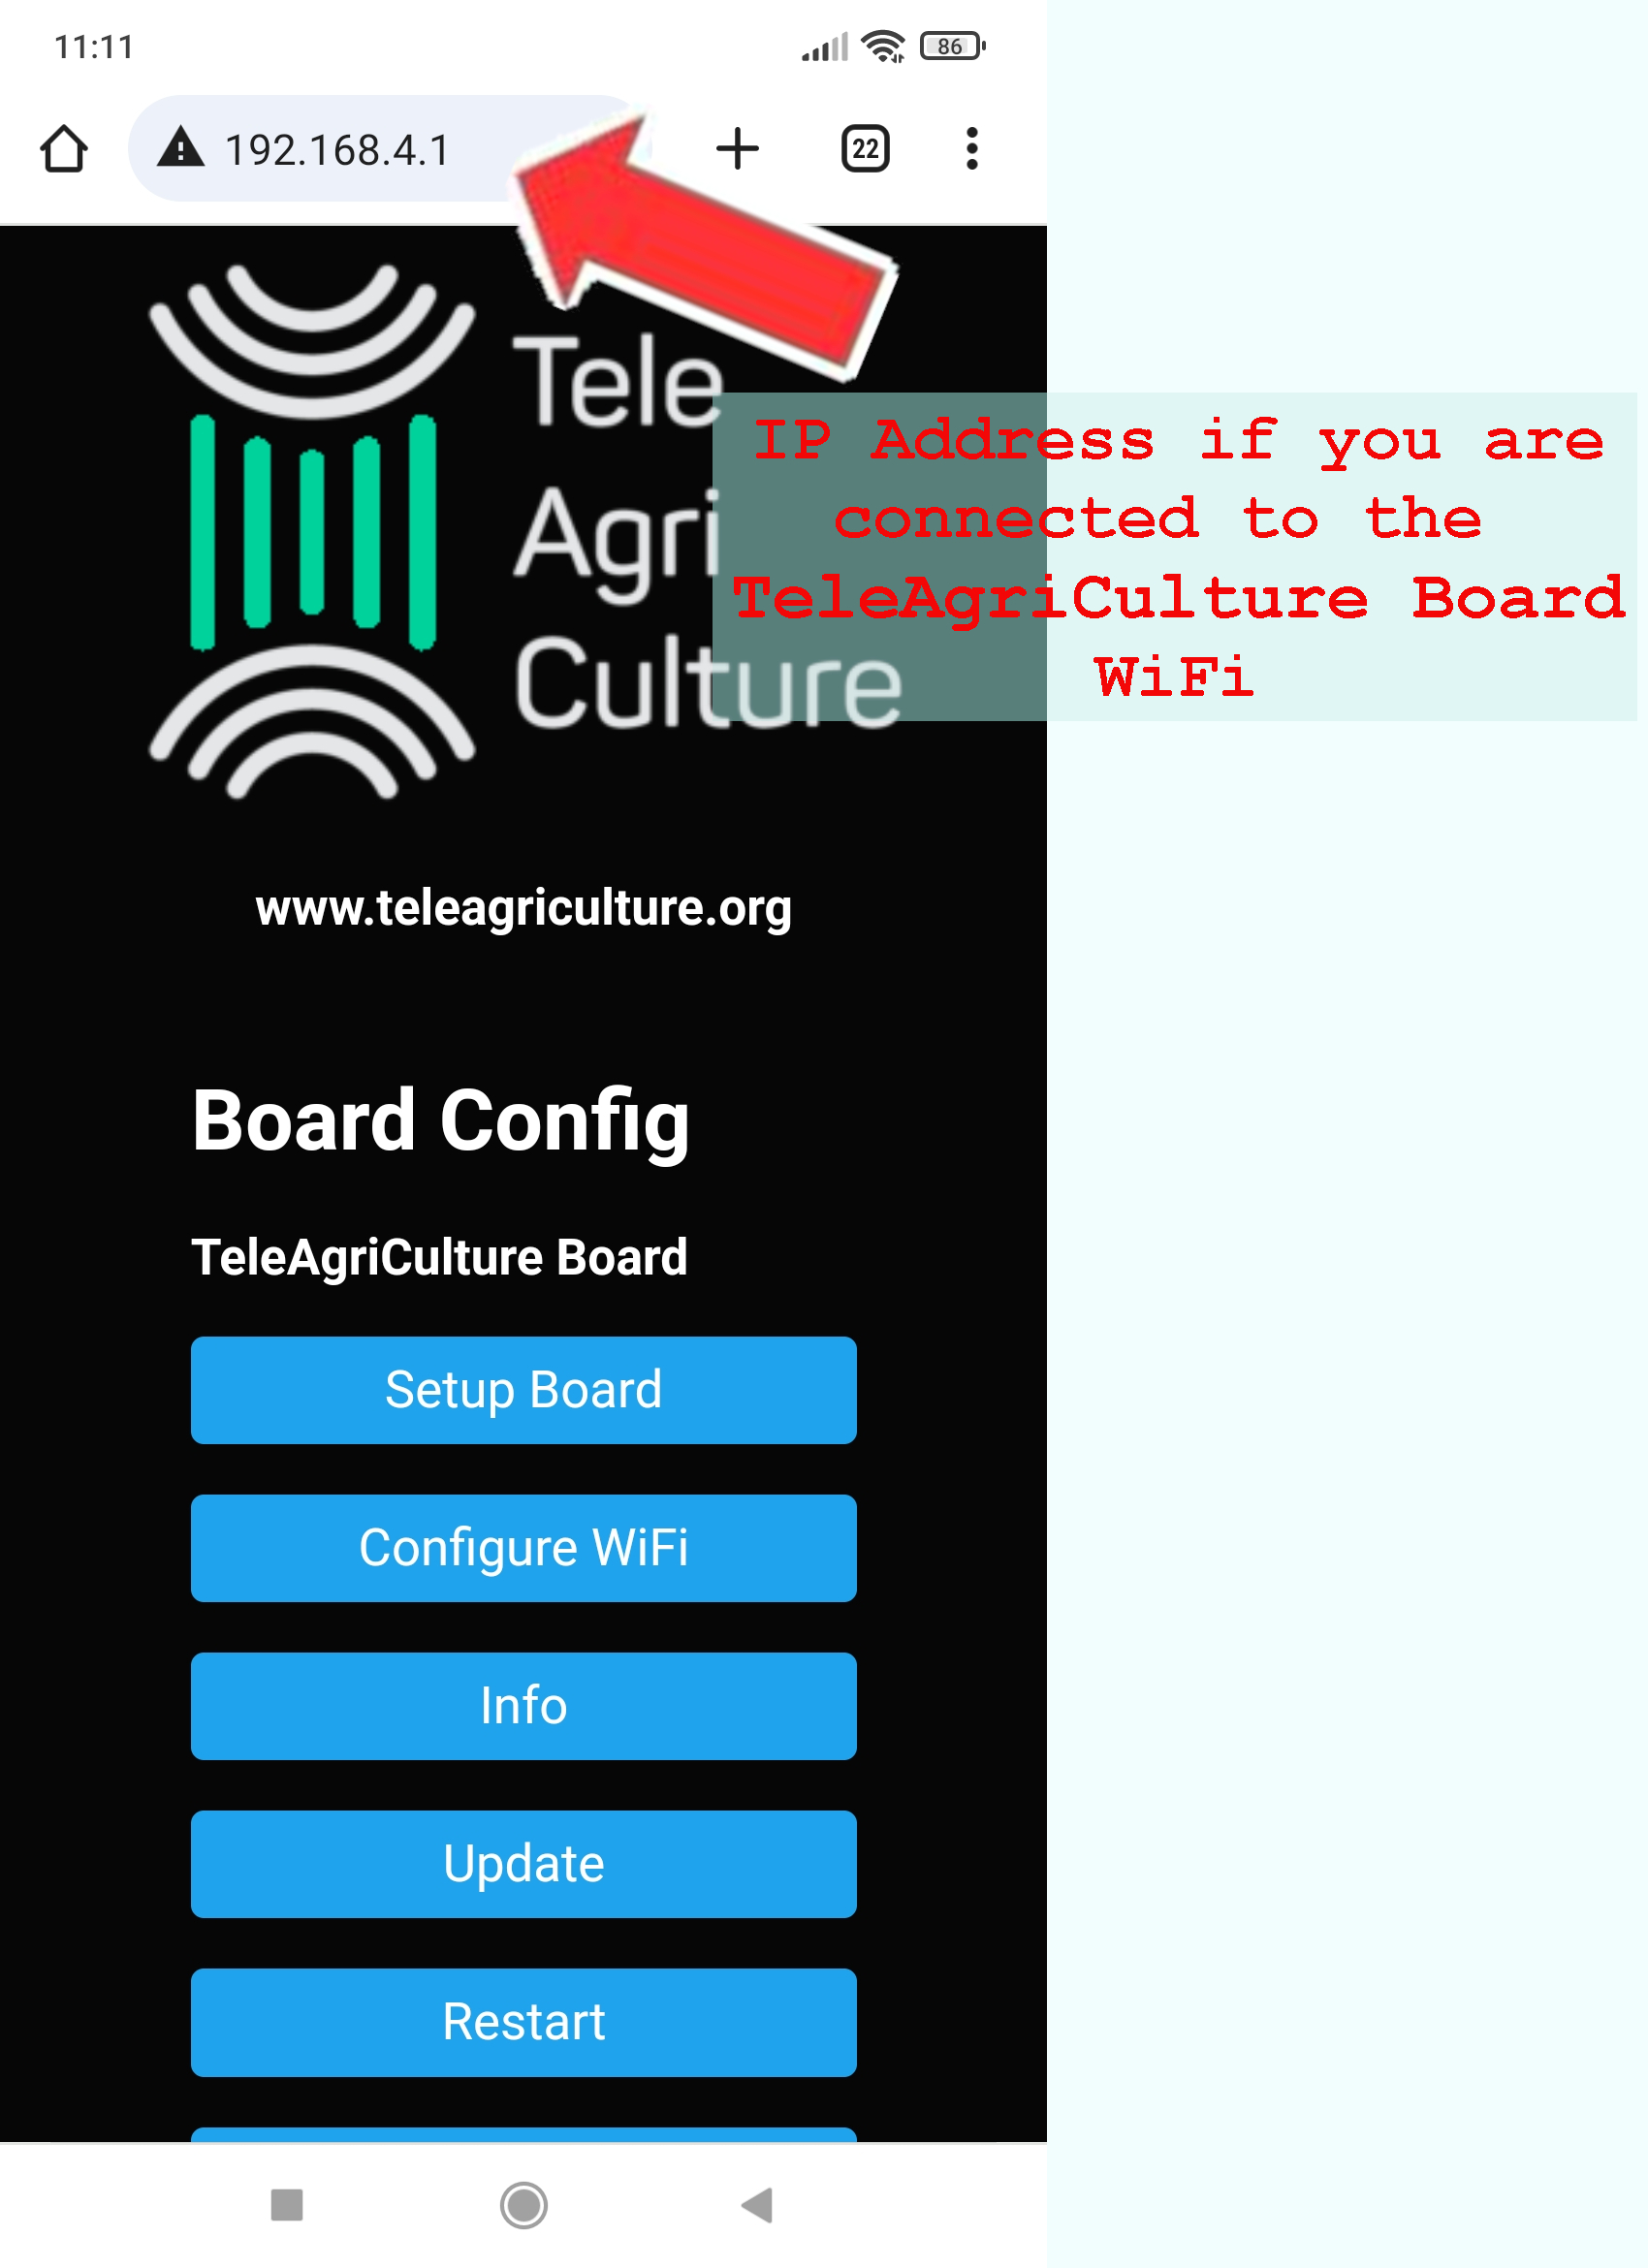 11:11
86
192.168.4.1
22
Tele
Agri
Culture
IP Address if you are
connected to the
TeleAgriCulture Board
WiFi
www.teleagriculture.org
Board Config
TeleAgriCulture Board
Setup Board
Configure WiFi
Info
Update
Restart